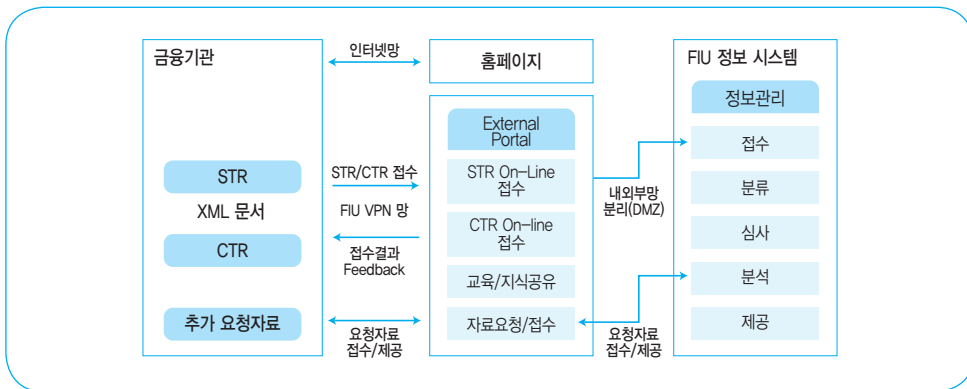 금융기관
STR
XML 문서
CTR
추가 요청자료
인터넷망
STR/CTR 접수
FIU VPN 망
접수결과
Feedback
요청자료
접수/제공
홈페이지
External
Portal
STR On-Line
접수
CTR On-line
접수
교육/지식공유
자료요청/접수
내외부망
분리(DMZ)
요청자료
접수/제공
FIU 정보 시스템
정보관리
접수
분류
심사
분석
제공